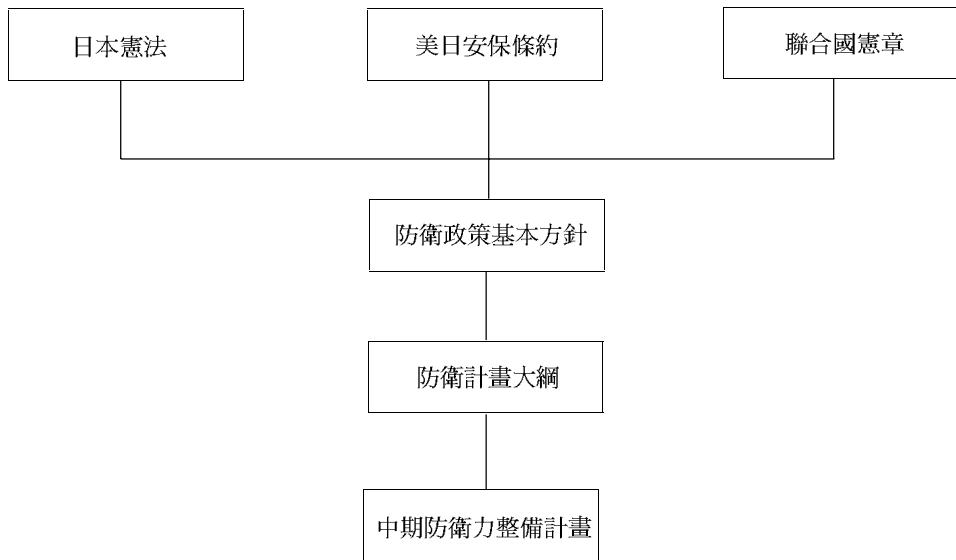 日本憲法
美日安保條約
聯合國憲章
防衛政策基本方針
防衛計畫大綱
中期防衛力整備計畫